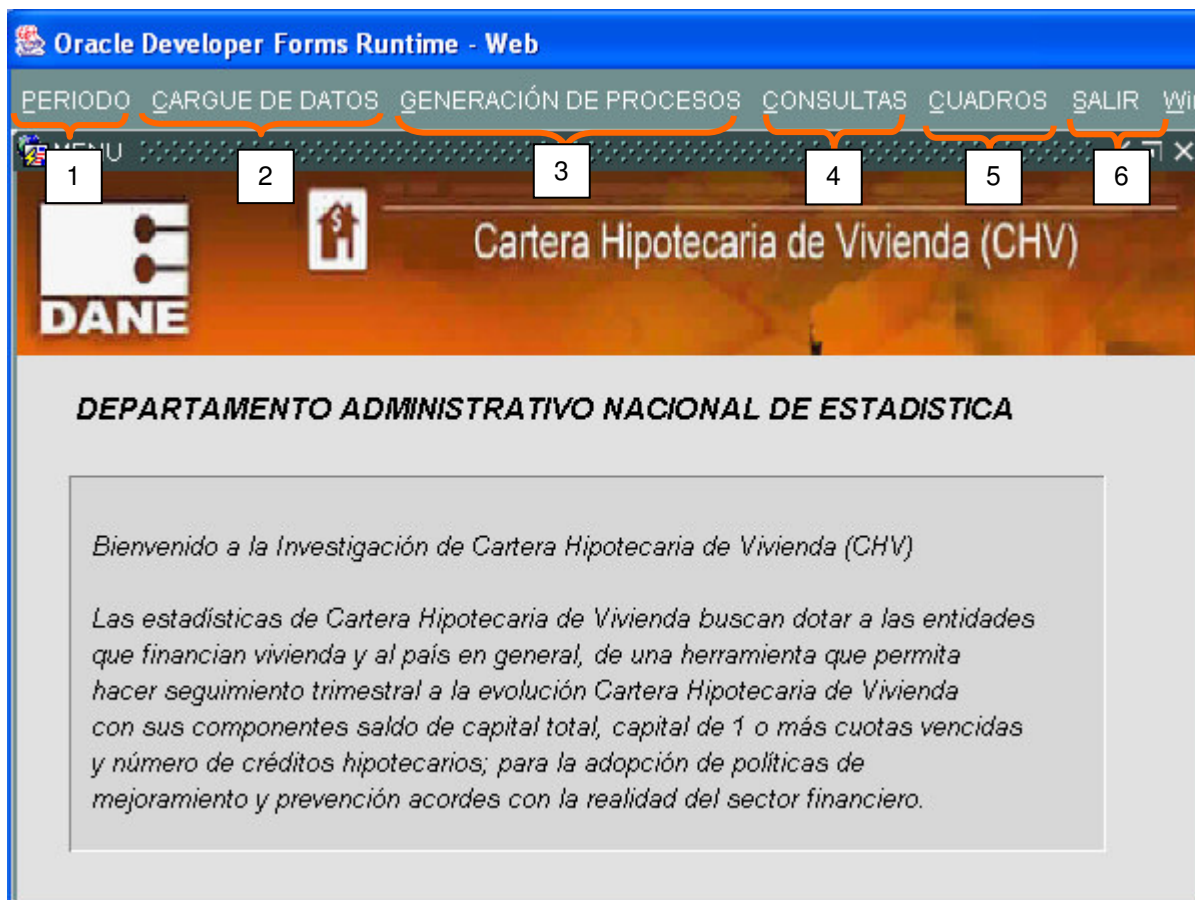 Oracle Developer Forms Runtime - Web
PERIODO CARGUE DE DATOS GENERACIÓN DE PROCESOS CONSULTAS CUADROS SALIR Wi
MENU
1 2 3 4 5 6
Cartera Hipotecaria de Vivienda (CHV)
DANE
DEPARTAMENTO ADMINISTRATIVO NACIONAL DE ESTADISTICA
Bienvenido a la Investigación de Cartera Hipotecaria de Vivienda (CHV)
Las estadísticas de Cartera Hipotecaria de Vivienda buscan dotar a las entidades
que financian vivienda y al país en general, de una herramienta que permita
hacer seguimiento trimestral a la evolución Cartera Hipotecaria de Vivienda
con sus componentes saldo de capital total, capital de 1 o más cuotas vencidas
y número de créditos hipotecarios; para la adopción de políticas de
mejoramiento y prevención acordes con la realidad del sector financiero.